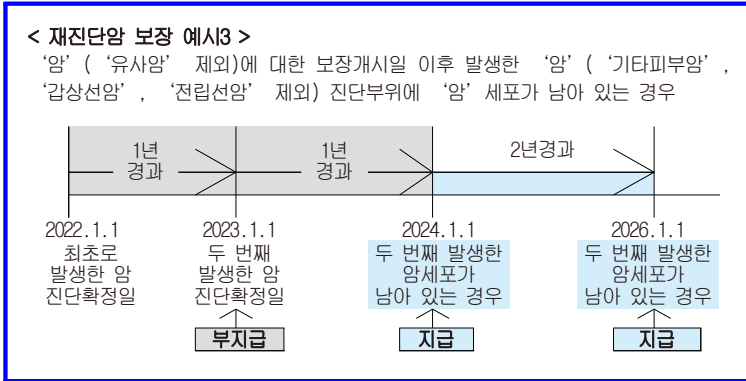 < 재진단암 보장 예시3 >
‘암’ ( ‘유사암’ 제외)에 대한 보장개시일 이후 발생한 ‘암’ ( ‘기타피부암’,
‘갑상선암’, ‘전립선암’ 제외) 진단부위에 ‘암’ 세포가 남아 있는 경우
1년
경과
1년
경과
2년경과
2022.1.1
최초로
발생한 암
진단확정일
2023.1.1
두 번째
발생한 암
진단확정일
부지급
2024.1.1
두 번째 발생한
암세포가
남아 있는 경우
지급
2026.1.1
두 번째 발생한
암세포가
남아 있는 경우
지급